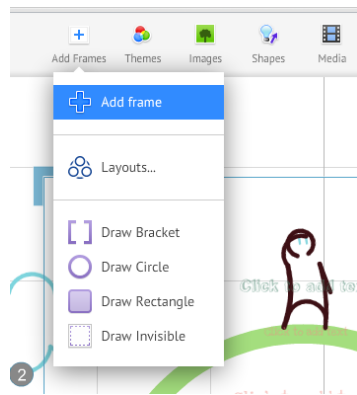 Add Frames Themes Images Shapes Media
Add frame
Layouts...
Draw Bracket
Draw Circle
Draw Rectangle
Draw Invisible
Click to add te
2